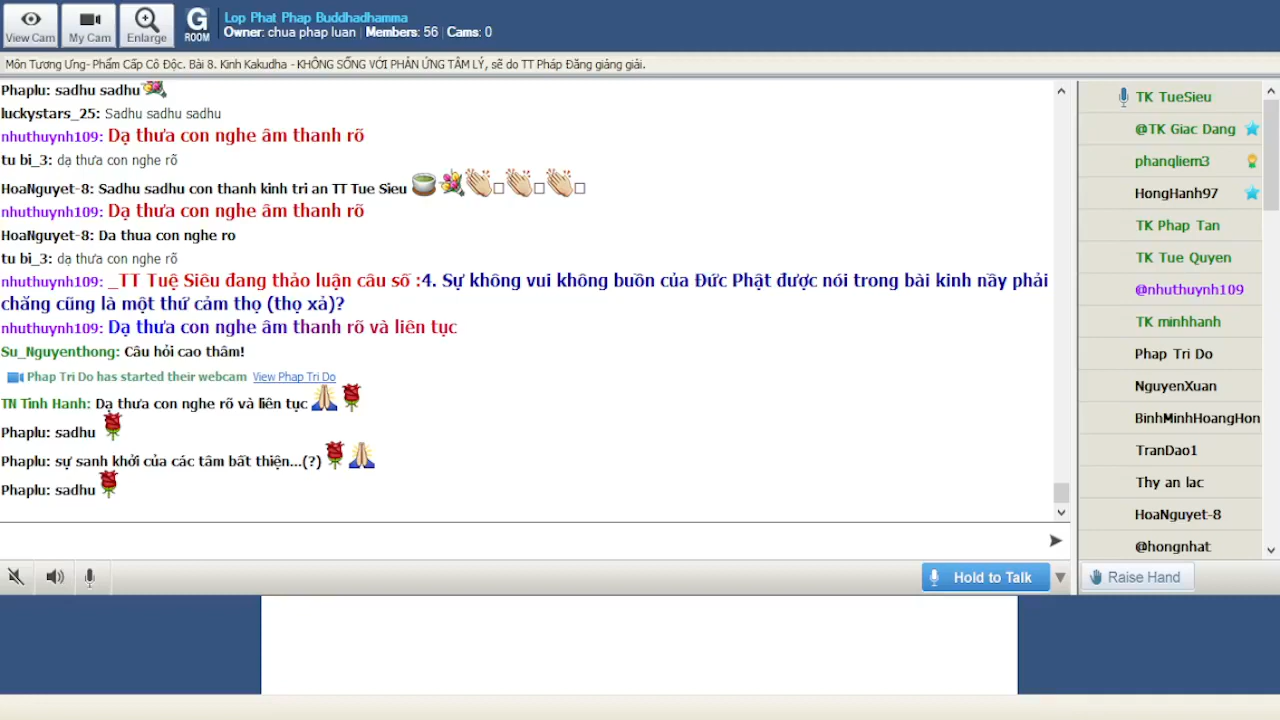 View Cam
My Cam
Enlarge
G
ROOM
Lop Phat Phap Buddhadhamma
Owner: chua phap luan | Members: 56 | Cams: 0
Môn Tương Ưng- Phẩm Cấp Cô Độc. Bài 8. Kinh Kakudha - KHÔNG SỐNG VỚI PHẢN ỨNG TÂM LÝ, sẽ do TT Pháp Đăng giảng giải.
Phaplu: sadhu sadhu
luckystars_25: Sadhu sadhu sadhu
nhuthuynh109: Dạ thưa con nghe âm thanh rõ
tu bi_3: dạ thưa con nghe rõ
HoaNguyet-8: Sadhu sadhu con thanh kinh tri an TT Tue Sieu
nhuthuynh109: Dạ thưa con nghe âm thanh rõ
HoaNguyet-8: Da thua con nghe ro
tu bi_3: dạ thưa con nghe rõ
nhuthuynh109: _TT Tuệ Siêu đang thảo luận câu số :4. Sự không vui không buồn của Đức Phật được nói trong bài kinh nầy phải
chăng cũng là một thứ cảm thọ (thọ xả)?
nhuthuynh109: Dạ thưa con nghe âm thanh rõ và liên tục
Su_Nguyenthong: Câu hỏi cao thâm!
Phap Tri Do has started their webcam View Phap Tri Do
TN Tinh Hanh: Dạ thưa con nghe rõ và liên tục
Phaplu: sadhu
Phaplu: sự sanh khởi của các tâm bất thiện...(?)
Phaplu: sadhu
Hold to Talk
TK TueSieu
@TK Giac Dang
phanqliem3
HongHanh97
TK Phap Tan
TK Tue Quyen
@nhuthuynh109
TK minhhanh
Phap Tri Do
NguyenXuan
BinhMinhHoangHon
TranDao1
Thy an lac
HoaNguyet-8
@hongnhat
Raise Hand